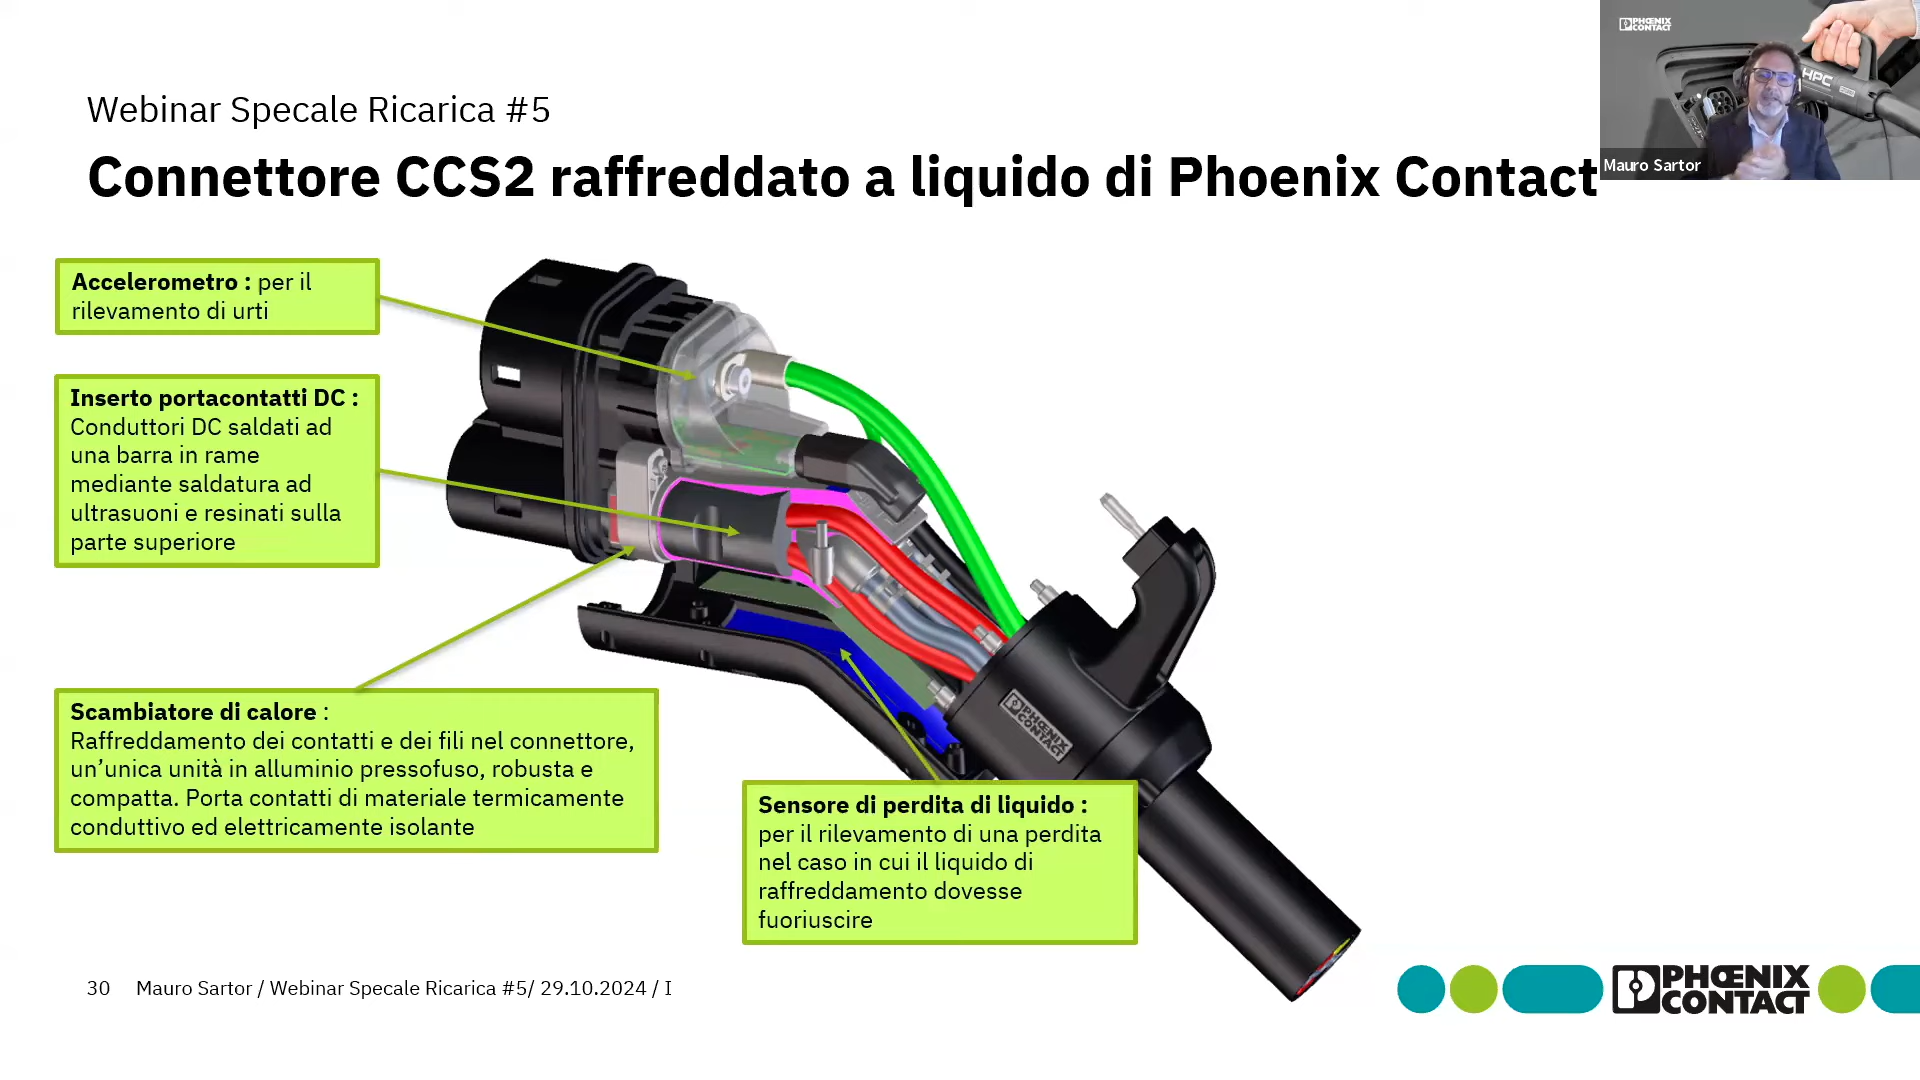 PHŒNIX
CONTACT
HPC
Mauro Sartor
Webinar Specale Ricarica #5
Connettore CCS2 raffreddato a liquido di Phoenix Contact
Accelerometro : per il
rilevamento di urti
Inserto portacontatti DC :
Conduttori DC saldati ad
una barra in rame
mediante saldatura ad
ultrasuoni e resinati sulla
parte superiore
Scambiatore di calore :
Raffreddamento dei contatti e dei fili nel connettore,
un’unica unità in alluminio pressofuso, robusta e
compatta. Porta contatti di materiale termicamente
conduttivo ed elettricamente isolante
PHŒNIX
CONTACT
Sensore di perdita di liquido :
per il rilevamento di una perdita
nel caso in cui il liquido di
raffreddamento dovesse
fuoriuscire
30 Mauro Sartor / Webinar Specale Ricarica #5/ 29.10.2024 / I
PHŒNIX
CONTACT